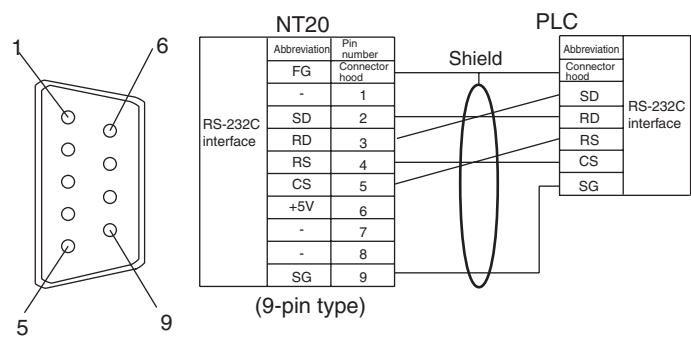 NT20
PLC
1
6
5
9
Shield
RS-232C
interface
Abbreviation
Pin
number
FG
Connector
hood
-
1
SD
2
RD
3
RS
4
CS
5
+5V
6
-
7
-
8
SG
9
(9-pin type)
Abbreviation
Connector
hood
SD
RD
RS
CS
SG
RS-232C
interface